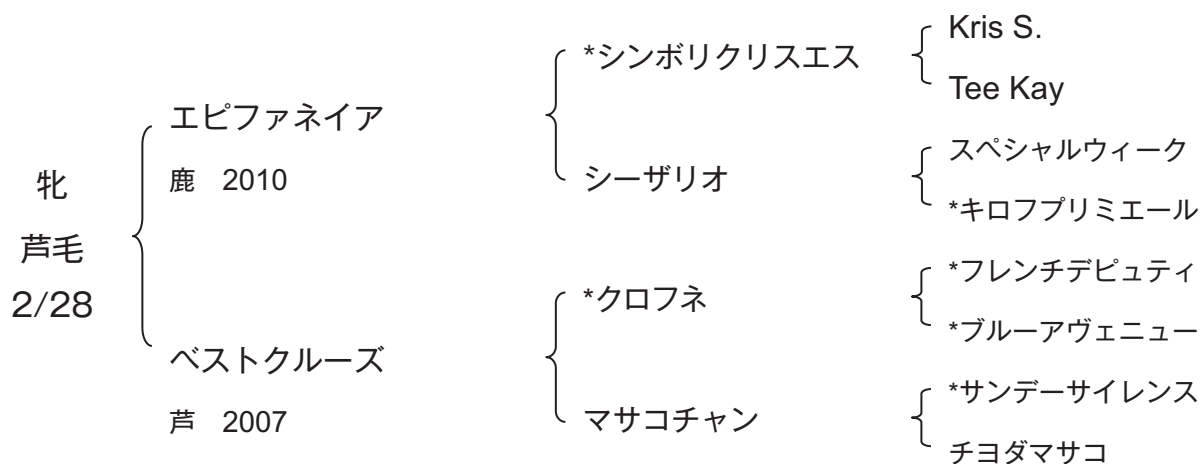 牝
芦毛
2/28
エピファネイア
鹿　2010
ベストクルーズ
芦　2007
*シンボリクリスエス
シーザリオ
*クロフネ
マサコチャン
Kris S.
Tee Kay
スペシャルウィーク
*キロフプリミエール
*フレンチデピュティ
*ブルーアヴェニュー
*サンデーサイレンス
チヨダマサコ